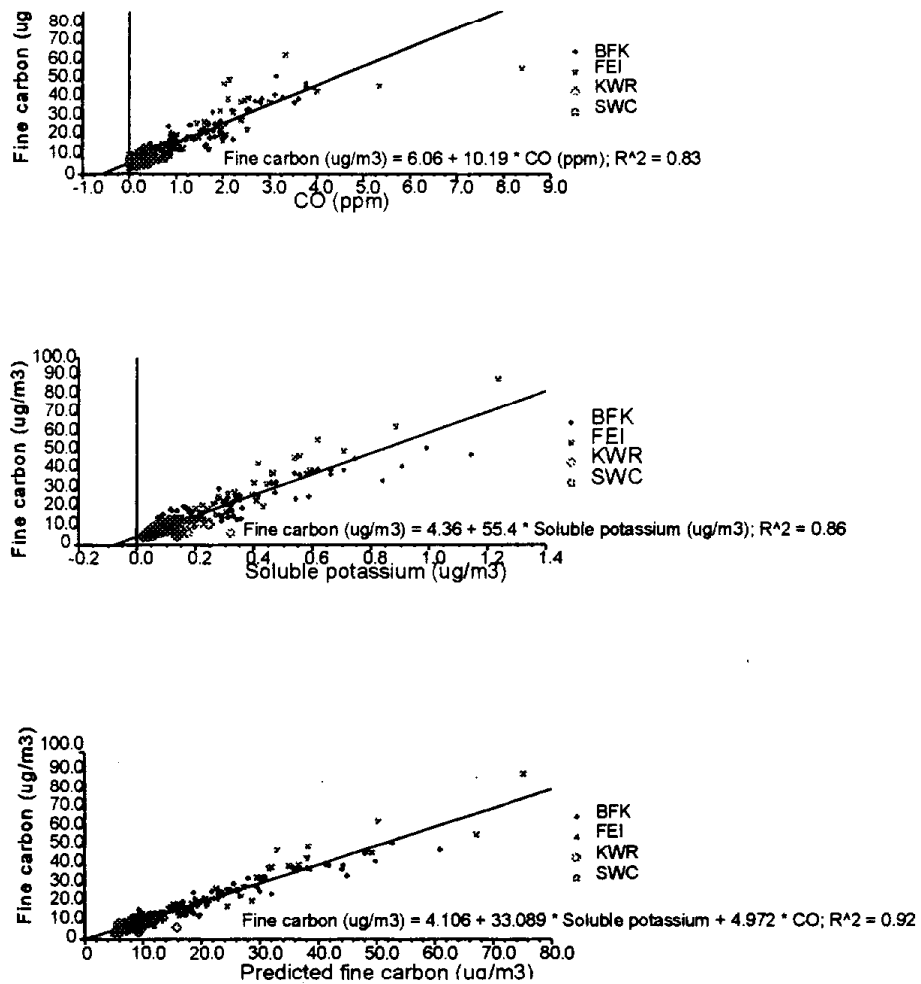 Fine carbon (ug
80.0
70.0
60.0
50.0
40.0
30.0
20.0
10.0
0
-1.0 0.0 1.0 2.0 3.0 4.0 5.0 6.0 7.0 8.0 9.0
CO (ppm)
BFK
FEI
KWR
SWC
Fine carbon (ug/m3) = 6.06 + 10.19 * CO (ppm); R^2 = 0.83
Fine carbon (ug/m3)
100.0
90.0
80.0
70.0
60.0
50.0
40.0
30.0
20.0
10.0
0
-0.2 0.0 0.2 0.4 0.6 0.8 1.0 1.2 1.4
Soluble potassium (ug/m3)
BFK
FEI
KWR
SWC
Fine carbon (ug/m3) = 4.36 + 55.4 * Soluble potassium (ug/m3); R^2 = 0.86
Fine carbon (ug/m3)
100.0
90.0
80.0
70.0
60.0
50.0
40.0
30.0
20.0
10.0
0
0 10.0 20.0 30.0 40.0 50.0 60.0 70.0 80.0
Predicted fine carbon (ug/m3)
BFK
FEI
KWR
SWC
Fine carbon (ug/m3) = 4.106 + 33.089 * Soluble potassium + 4.972 * CO; R^2 = 0.92